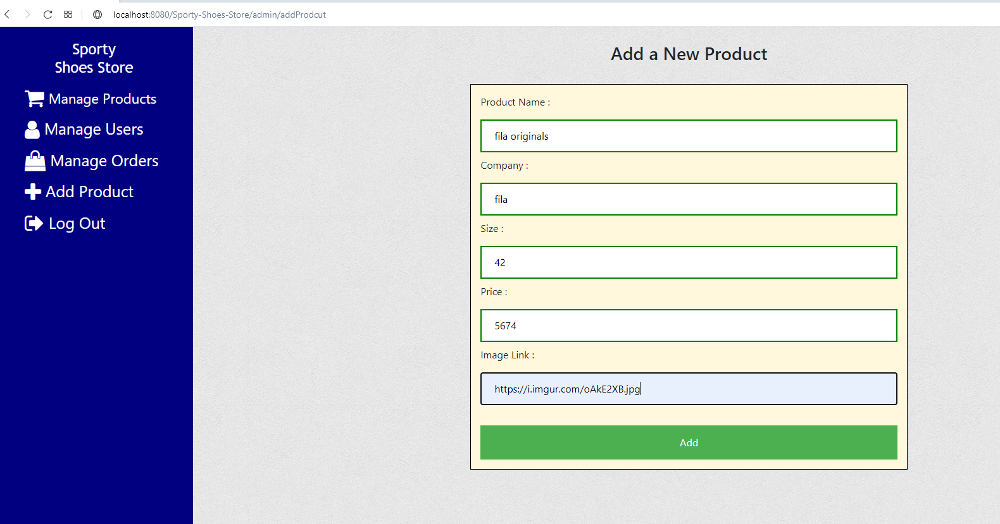 localhost:8080/Sporty-Shoes-Store/admin/addProdcut
Sporty
Shoes Store
Manage Products
Manage Users
Manage Orders
Add Product
Log Out
Add a New Product
Product Name :
fila originals
Company :
fila
Size :
42
Price :
5674
Image Link :
https://i.imgur.com/oAkE2XB.jpg
Add